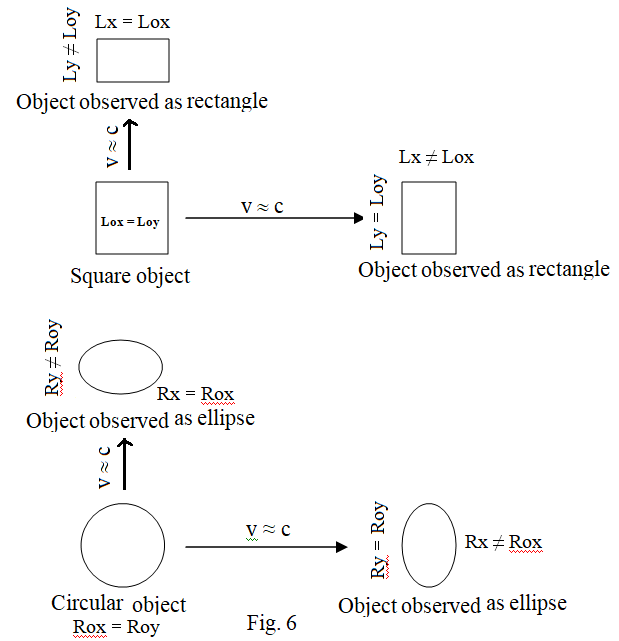 Lx = Lox
Ly ≠ Loy
Object observed as rectangle
v ≈ c
Lox = Loy
Square object
v ≈ c
Lx ≠ Lox
Ly = Loy
Object observed as rectangle
Ry ≠ Roy
Rx = Rox
Object observed as ellipse
v ≈ c
Circular object
Rox = Roy
v ≈ c
Ry = Roy
Rx ≠ Rox
Object observed as ellipse
Fig. 6